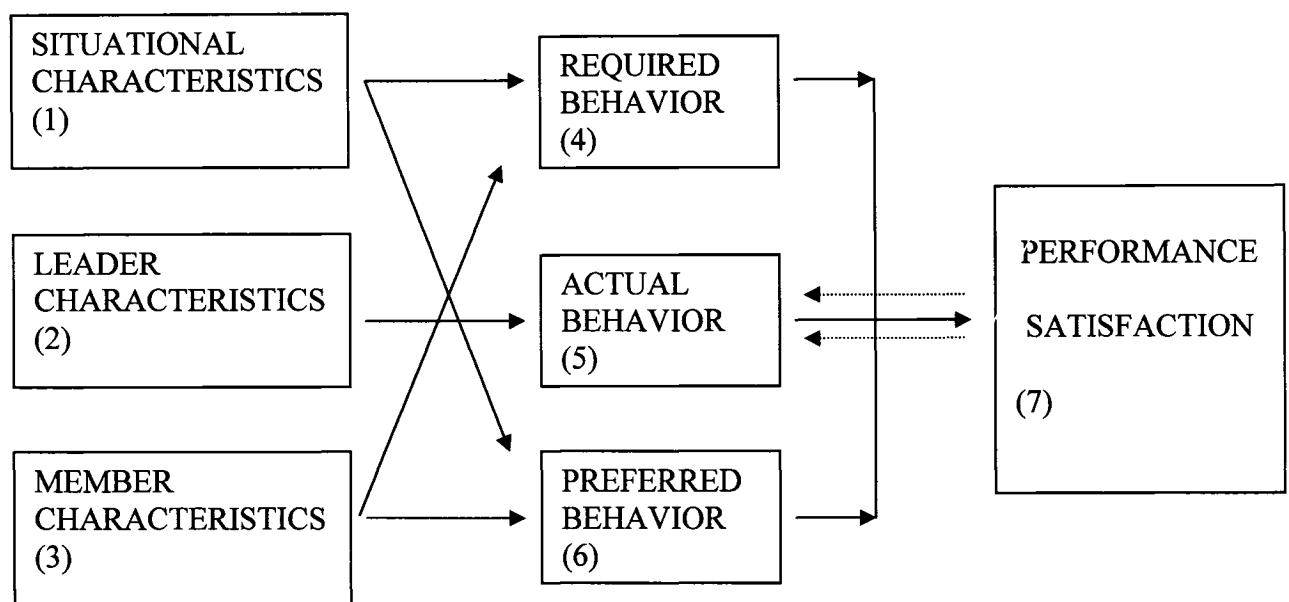 SITUATIONAL
CHARACTERISTICS
(1)
REQUIRED
BEHAVIOR
(4)
LEADER
CHARACTERISTICS
(2)
ACTUAL
BEHAVIOR
(5)
MEMBER
CHARACTERISTICS
(3)
PREFERRED
BEHAVIOR
(6)
PERFORMANCE
SATISFACTION
(7)